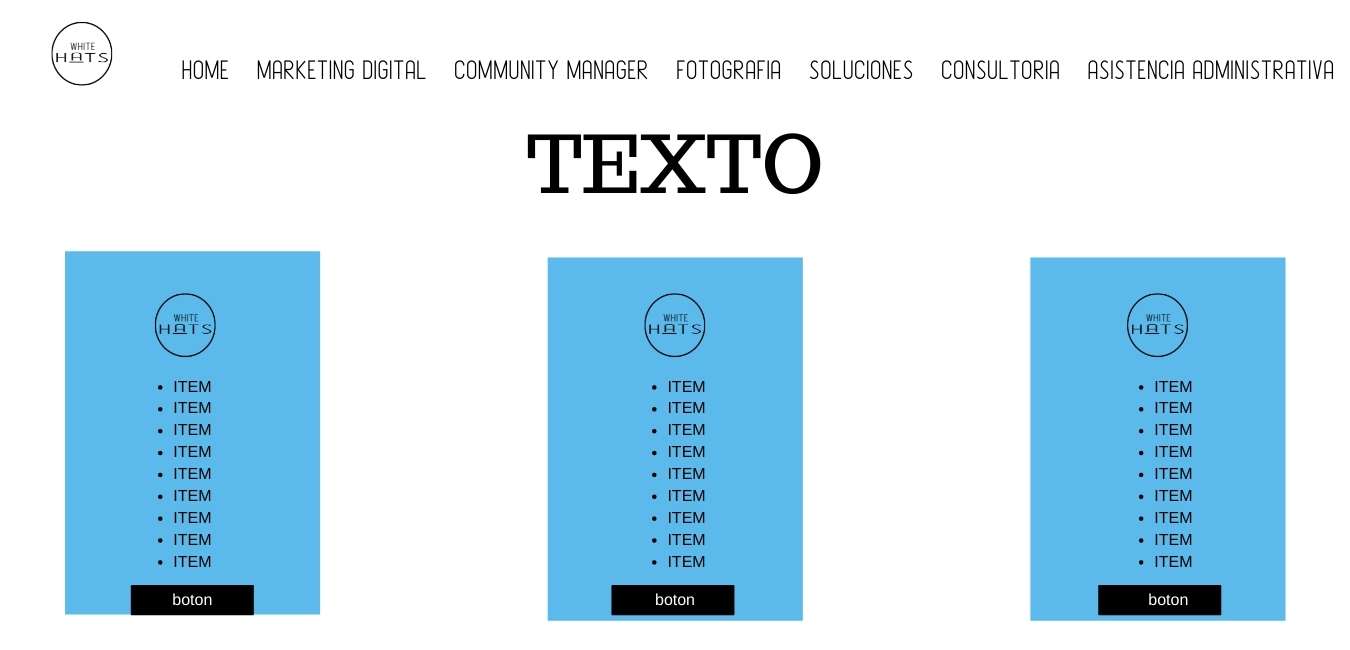 WHITE
HATS
HOME MARKETING DIGITAL COMMUNITY MANAGER FOTOGRAFIA SOLUCIONES CONSULTORIA ASISTENCIA ADMINISTRATIVA
TEXTO
WHITE
HATS
• ITEM
• ITEM
• ITEM
• ITEM
• ITEM
• ITEM
• ITEM
• ITEM
• ITEM
boton
WHITE
HATS
• ITEM
• ITEM
• ITEM
• ITEM
• ITEM
• ITEM
• ITEM
• ITEM
• ITEM
boton
WHITE
HATS
• ITEM
• ITEM
• ITEM
• ITEM
• ITEM
• ITEM
• ITEM
• ITEM
• ITEM
boton